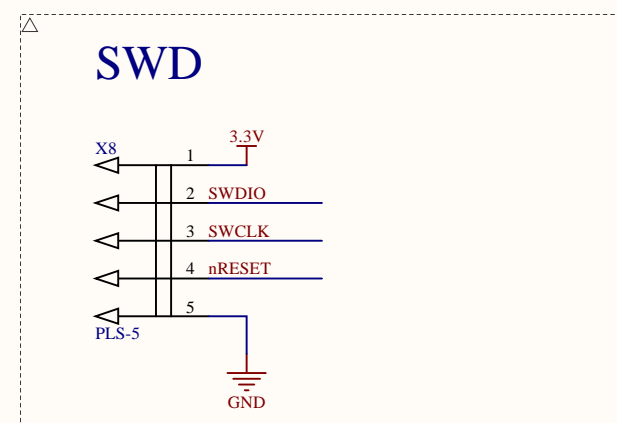 SWD
3.3V
X8
1
2 SWDIO
3 SWCLK
4 nRESET
5
PLS-5
GND